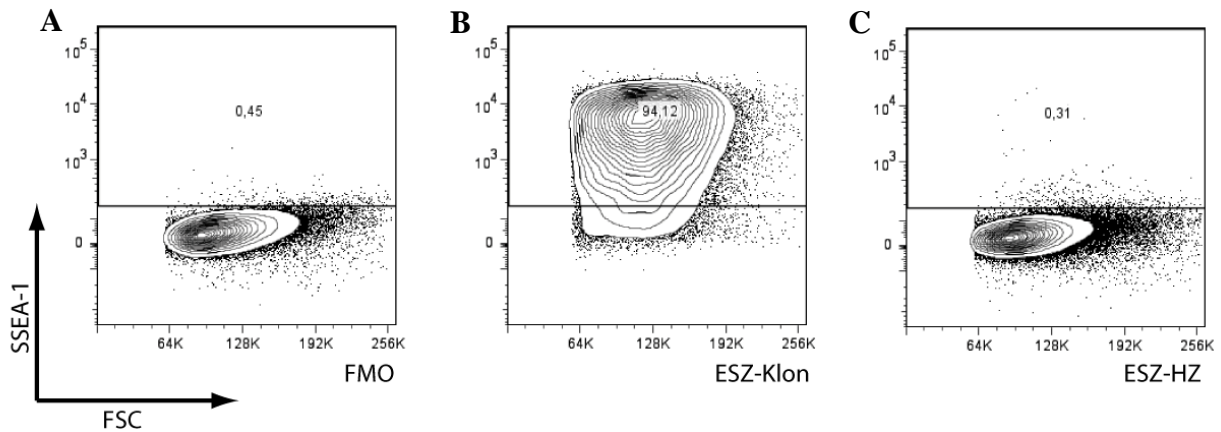 A
B
C
10^5
10^4
10^3
0
0,45
64K 128K 192K 256K
FMO
10^5
10^4
10^3
0
94,12
64K 128K 192K 256K
ESZ-Klon
10^5
10^4
10^3
0
0,31
64K 128K 192K 256K
ESZ-HZ
SSEA-1
FSC